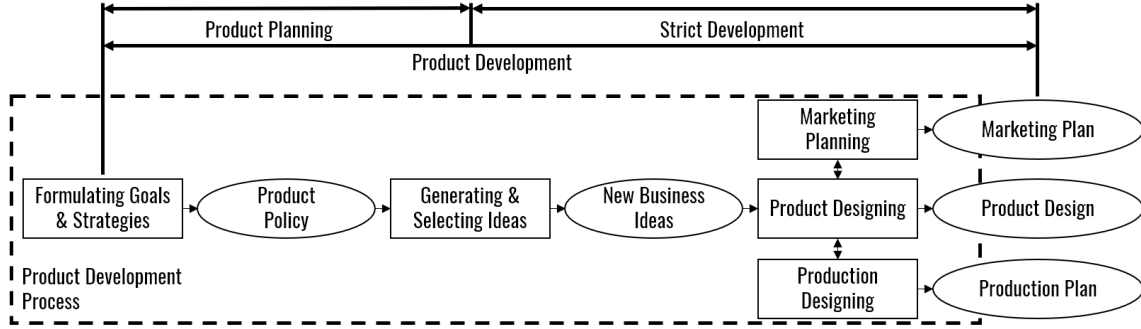 Product Planning
Strict Development
Product Development
Marketing
Planning
Marketing Plan
Formulating Goals
& Strategies
Product
Policy
Generating &
Selecting Ideas
New Business
Ideas
Product Designing
Product Design
Product Development
Process
Production
Designing
Production Plan